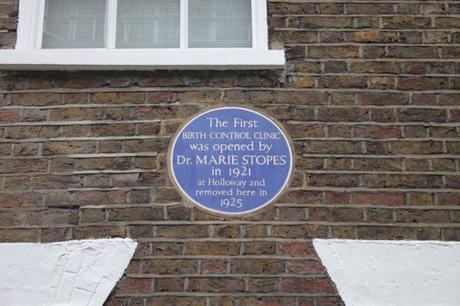 The First
BIRTH CONTROL CLINIC
was opened by
Dr. MARIE STOPES
in 1921
at Holloway and
removed here in
1925